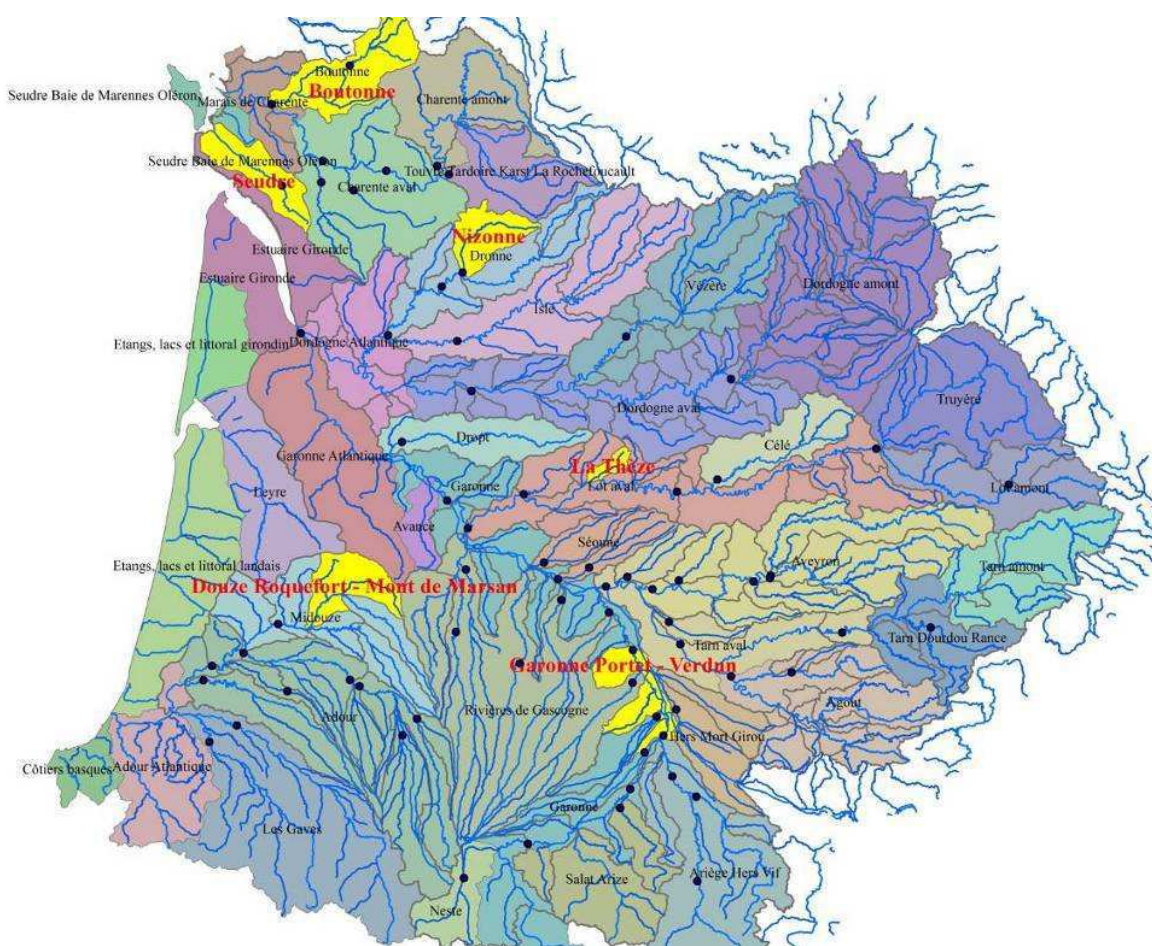 Boutonne
Boutonne
Seudre Baie de Marennes Oléron
Marais de Charente
Charente amont
Seudre Baie de Marennes Oléron
Seudre
Charente aval
Tardoire Karst La Rochefoucault
Nizonne
Dronne
Estuaire Gironde
Estuaire Gironde
Vézère
Dordogne amont
Isle
Etangs, lacs et littoral girondin
Dordogne Atlantique
Truyère
Dordogne aval
Dropt
Célé
Garonne Atlantique
La Thèze
Lot aval
Leyre
Garonne
Lot amont
Avance
Séoune
Etangs, lacs et littoral landais
Aveyron
Tarn amont
Douze Roquefort - Mont de Marsan
Midouze
Tarn aval
Tarn Dourdou Rance
Garonne Portet - Verdun
Rivières de Gascogne
Adour
Agout
Hers Mort Girou
Côtiers basques
Adour Atlantique
Garonne
Les Gaves
Salat Arize
Ariège Hers Vif
Neste